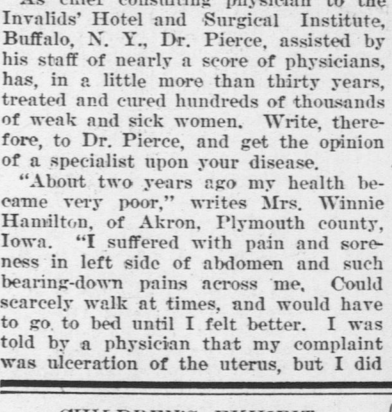 As chief consulting physician to the
Invalids' Hotel and Surgical Institute,
Buffalo, N. Y., Dr. Pierce, assisted by
his staff of nearly a score of physicians,
has, in a little more than thirty years,
treated and cured hundreds of thousands
of weak and sick women. Write, there-
fore, to Dr. Pierce, and get the opinion
of a specialist upon your disease.
"About two years ago my health be-
came very poor," writes Mrs. Winnie
Hamilton, of Akron, Plymouth county,
Iowa. "I suffered with pain and sore-
ness in left side of abdomen and such
bearing-down pains across me. Could
scarcely walk at times, and would have
to go to bed until I felt better. I was
told by a physician that my complaint
was ulceration of the uterus, but I did